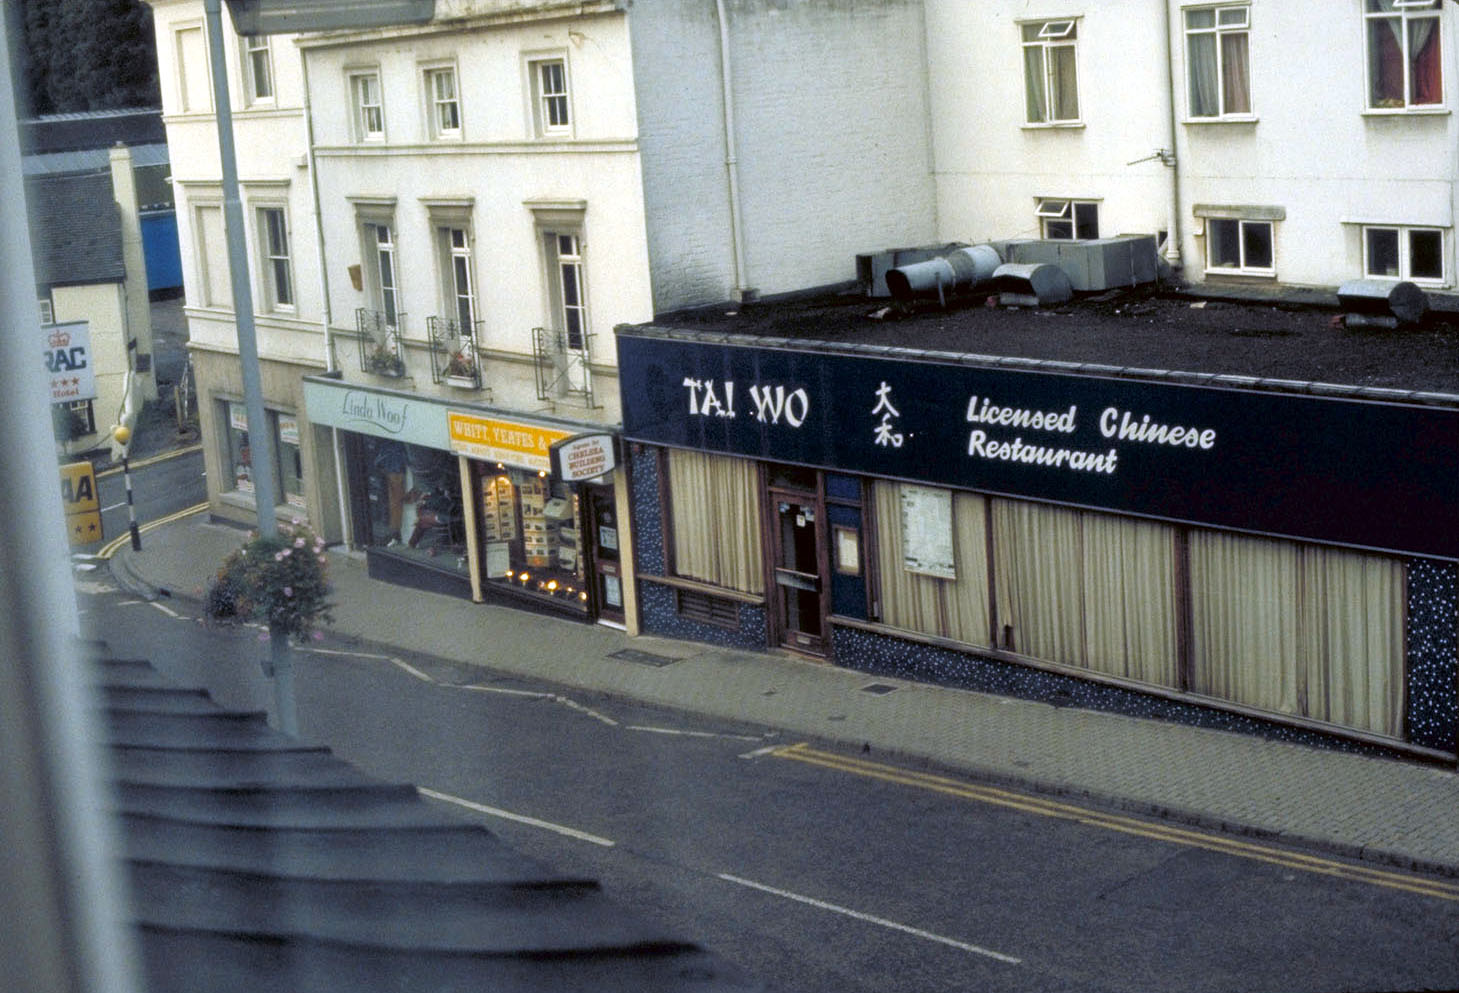 RAC
★★★
Hotel
AA
★★
Linda Woof
WHITT, YEATES &
CHELSEA
BUILDING
SOCIETY
TAI WO
大
和
Licensed Chinese
Restaurant